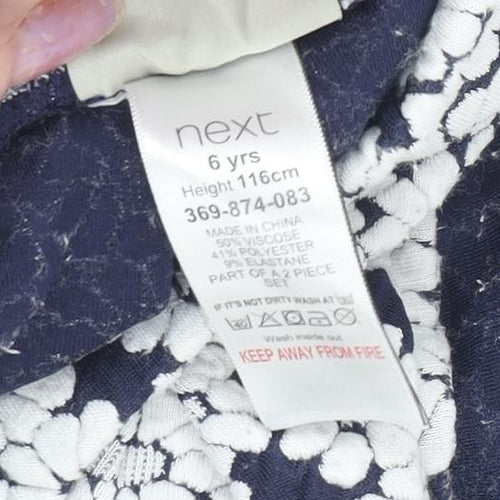 next
6 yrs
Height 116cm
369-874-083
MADE IN CHINA
50% VISCOSE
41% POLYESTER
9% ELASTANE
PART OF A 2 PIECE
SET
IF IT'S NOT DIRTY WASH AT
Wash inside out
KEEP AWAY FROM FIRE